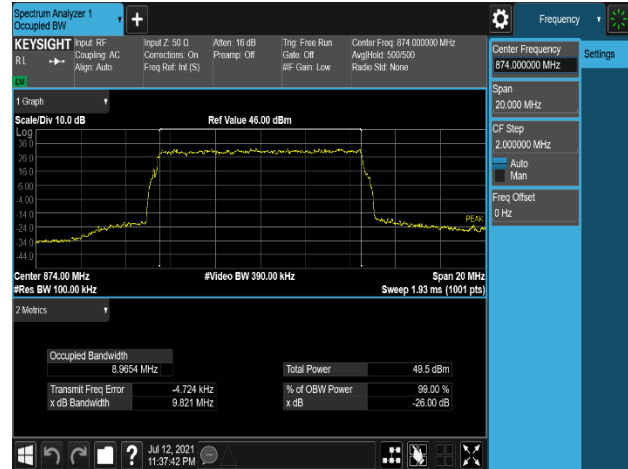 Spectrum Analyzer 1
Occupied BW
+
Frequency
KEYSIGHT
RL
Input: RF
Coupling: AC
Align: Auto
Input Z: 50 Ω
Corrections: On
Freq Ref: Int (S)
Atten: 16 dB
Preamp: Off
Trig: Free Run
Gate: Off
#IF Gain: Low
Center Freq: 874.000000 MHz
Avg|Hold: 500/500
Radio Std: None
Center Frequency
874.000000 MHz
Settings
Span
20.000 MHz
CF Step
2.000000 MHz
Auto
Man
Freq Offset
0 Hz
1 Graph
Scale/Div 10.0 dB
Ref Value 46.00 dBm
Log
36.0
26.0
16.0
6.00
-4.00
-14.0
-24.0
-34.0
-44.0
PEAK
Center 874.00 MHz
#Video BW 390.00 kHz
Span 20 MHz
#Res BW 100.00 kHz
Sweep 1.93 ms (1001 pts)
2 Metrics
Occupied Bandwidth
8.9654 MHz
Total Power
49.5 dBm
Transmit Freq Error
-4.724 kHz
% of OBW Power
99.00 %
x dB Bandwidth
9.821 MHz
x dB
-26.00 dB
?
Jul 12, 2021
11:37:42 PM